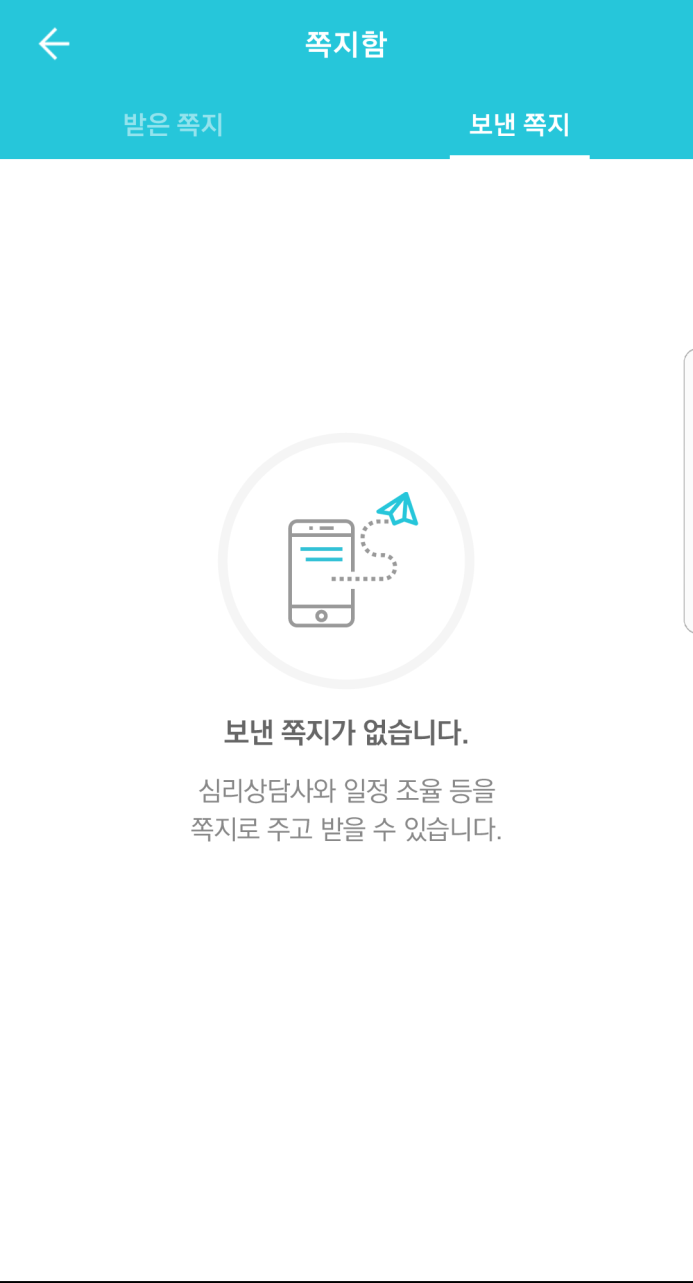 쪽지함
받은 쪽지
보낸 쪽지
보낸 쪽지가 없습니다.
심리상담사와 일정 조율 등을
쪽지로 주고 받을 수 있습니다.